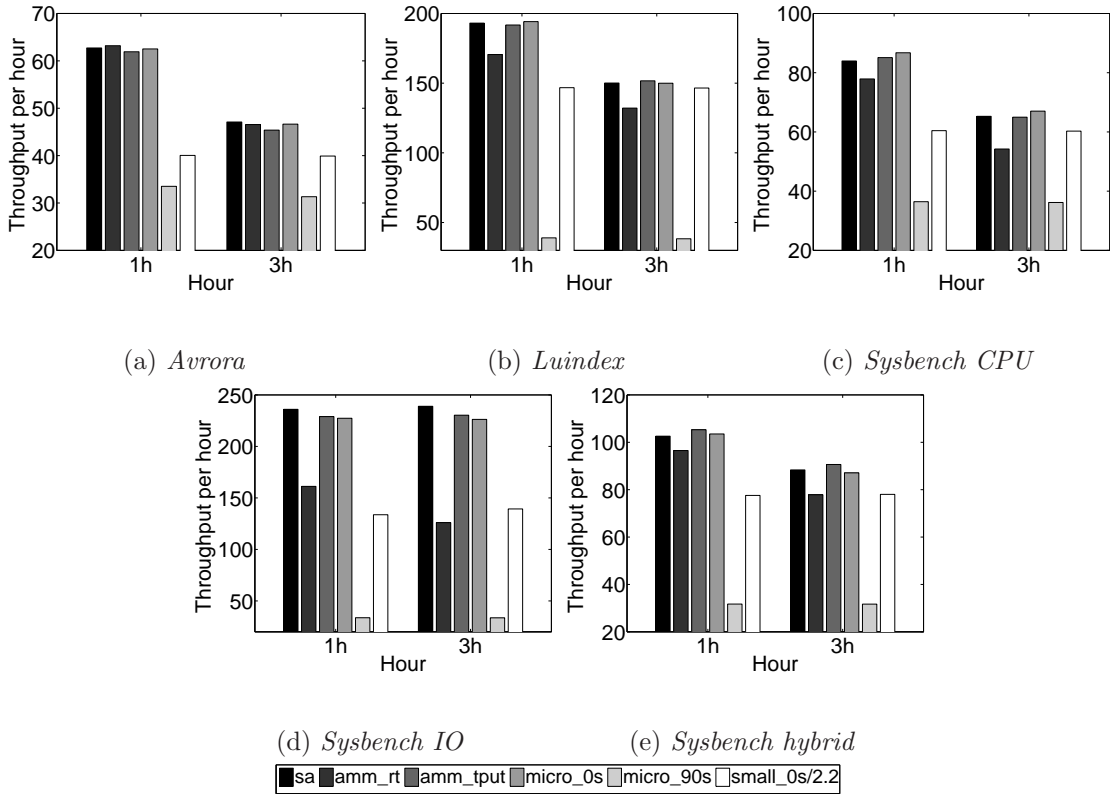 Throughput per hour
70
60
50
40
30
20
1h
3h
Hour
(a) Avrora
Throughput per hour
200
150
100
50
1h
3h
Hour
(b) Luindex
Throughput per hour
100
80
60
40
20
1h
3h
Hour
(c) Sysbench CPU
Throughput per hour
250
200
150
100
50
1h
3h
Hour
(d) Sysbench IO
Throughput per hour
120
100
80
60
40
20
1h
3h
Hour
(e) Sysbench hybrid
sa amm_rt amm_tput micro_0s micro_90s small_0s/2.2